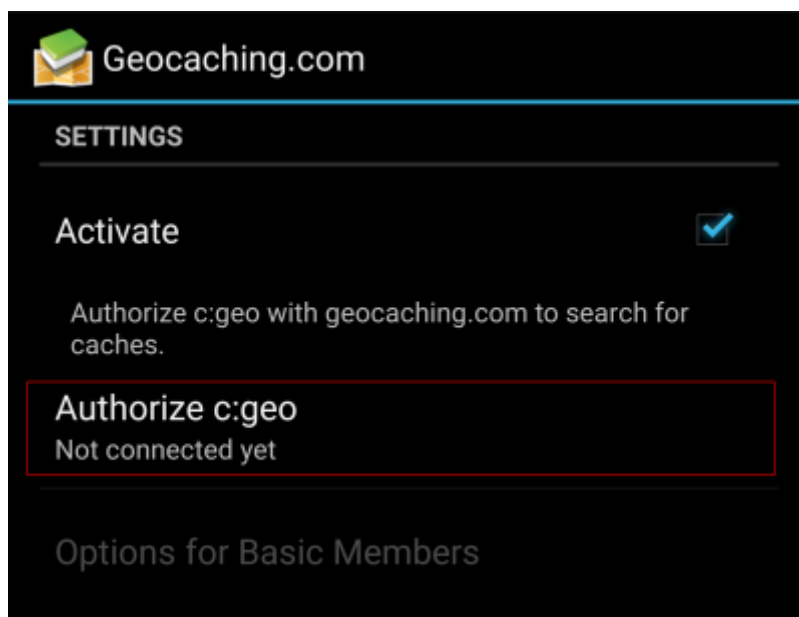 Geocaching.com
SETTINGS
Activate
Authorize c:geo with geocaching.com to search for
caches.
Authorize c:geo
Not connected yet
Options for Basic Members